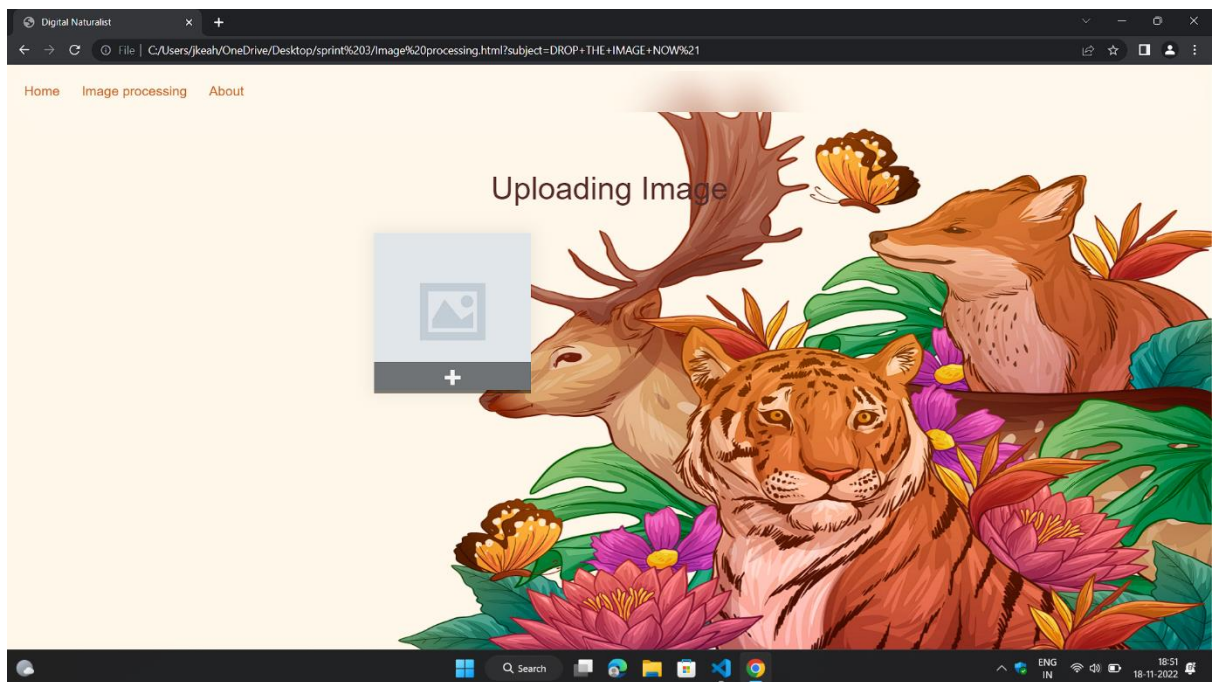 Digital Naturalist
File | C:/Users/jkeah/OneDrive/Desktop/sprint%203/Image%20processing.html?subject=DROP+THE+IMAGE+NOW%21
Home Image processing About
Uploading Image
Search
ENG
IN
18:51
18-11-2022